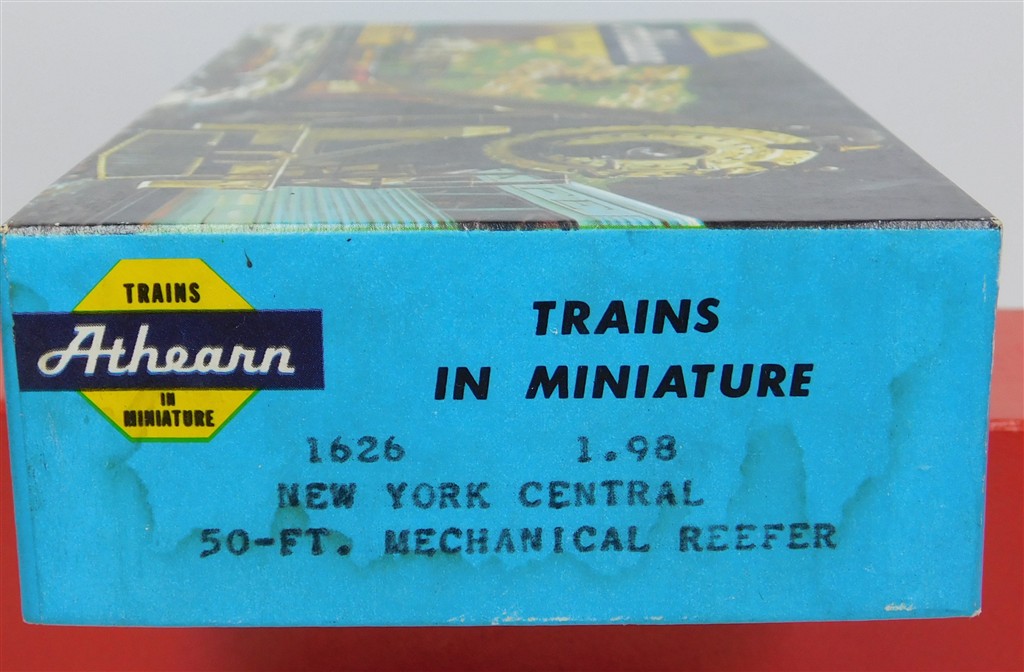 TRAINS
Athearn
IN
MINIATURE
TRAINS
IN MINIATURE
1626 1.98
NEW YORK CENTRAL
50-FT. MECHANICAL REEFER